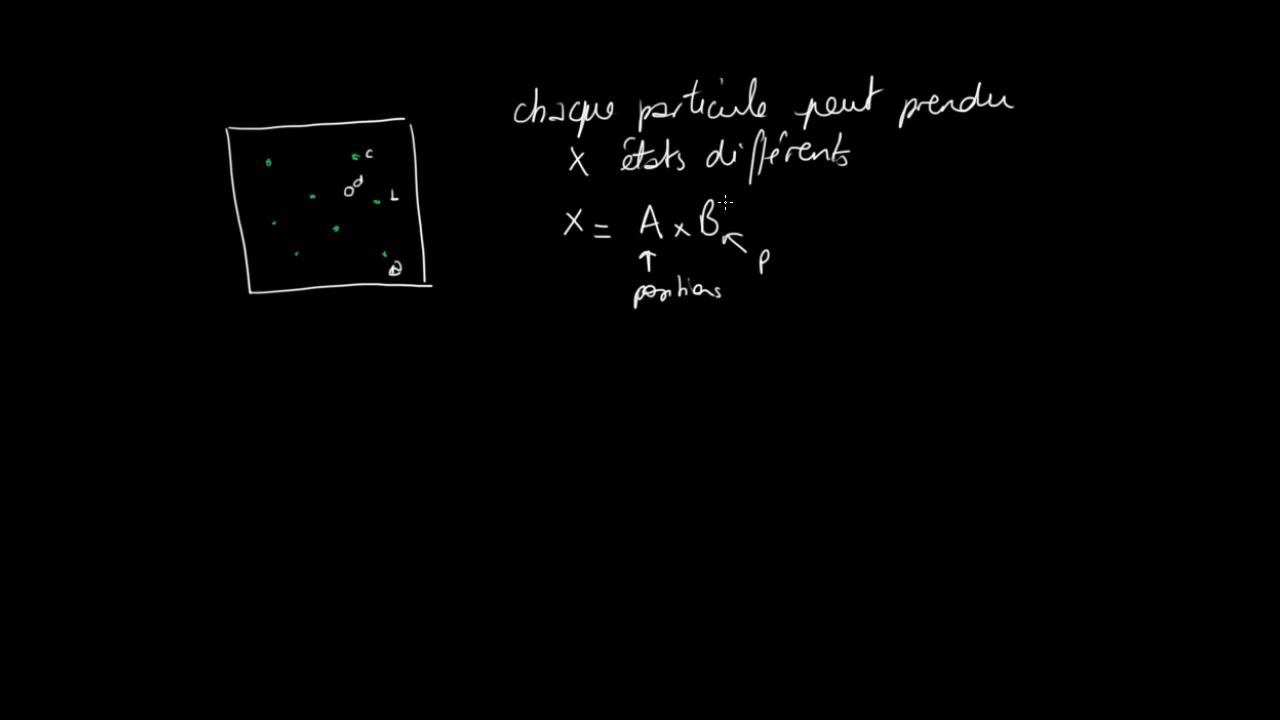 chaque particule peut prendre
X états différents
X = A x B
p
positions
c
d
L